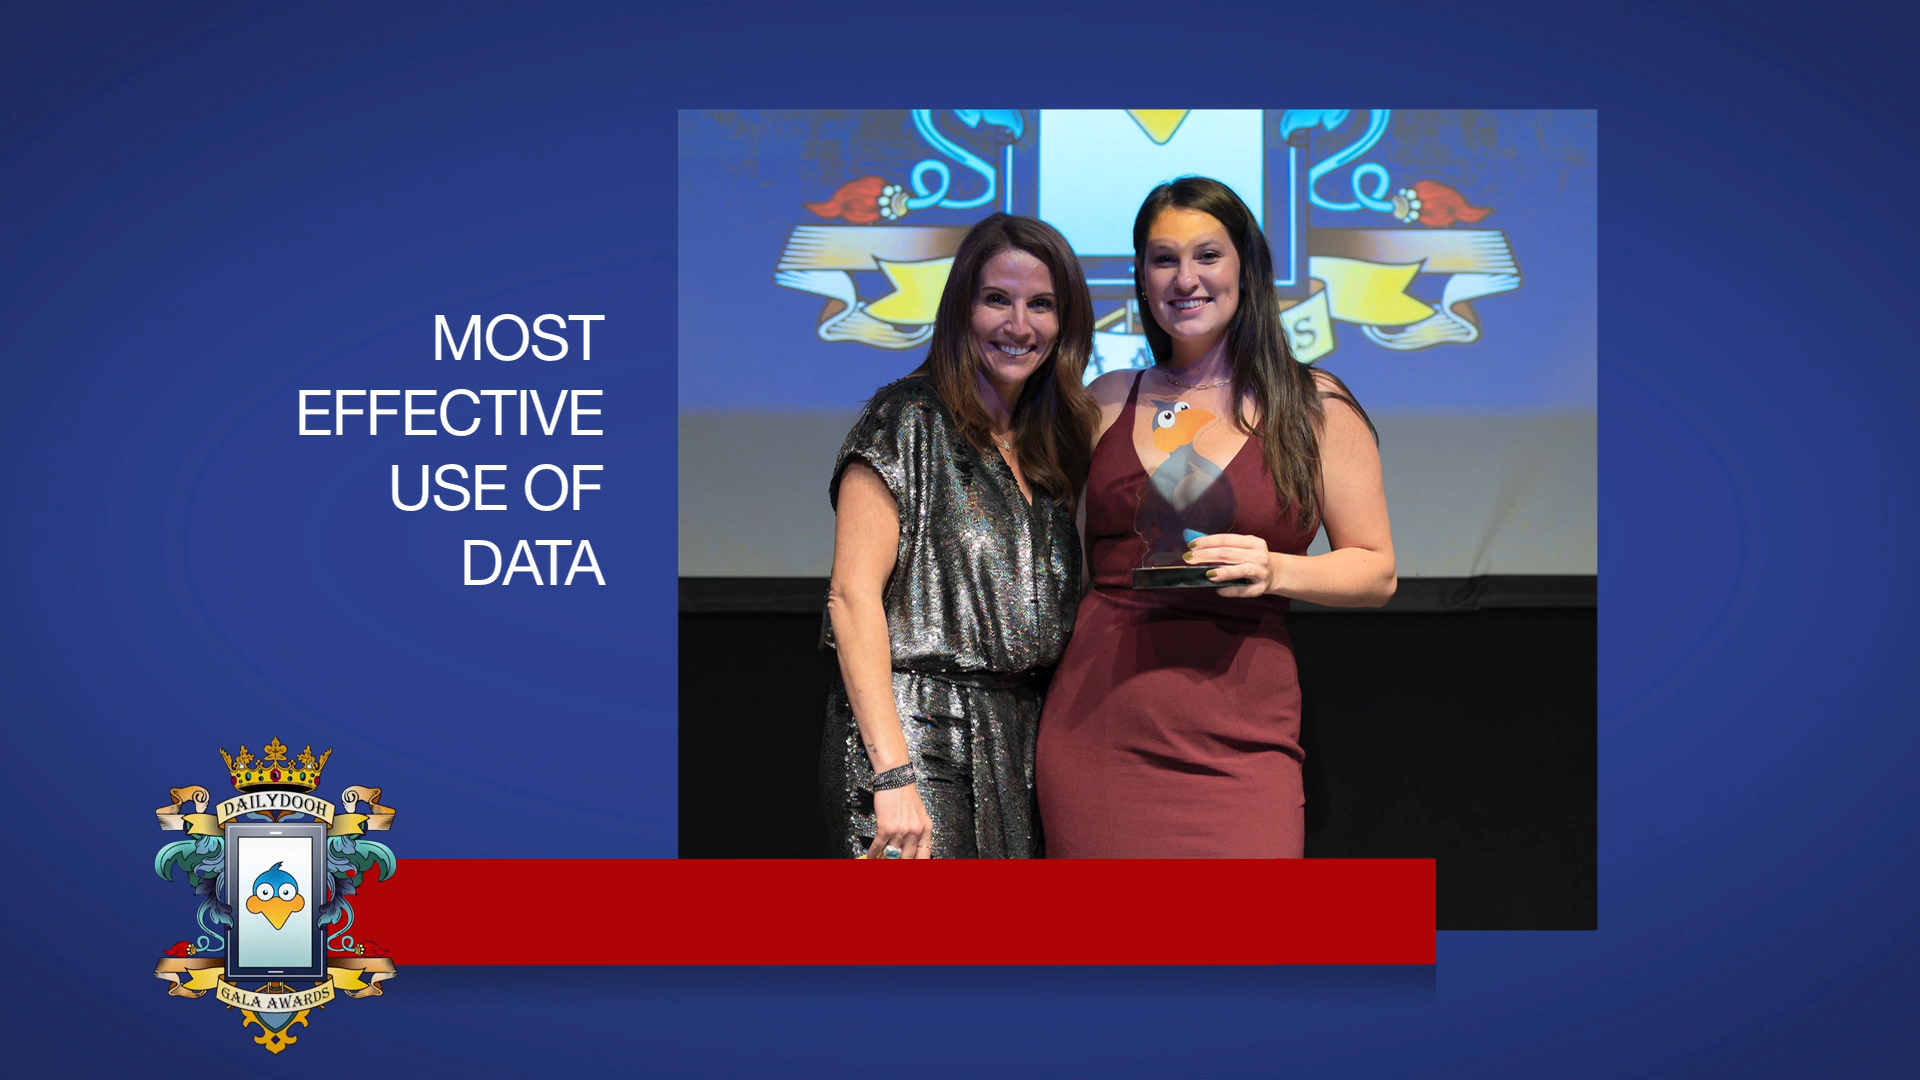 MOST
EFFECTIVE
USE OF
DATA
DAILYDOOH
GALA AWARDS